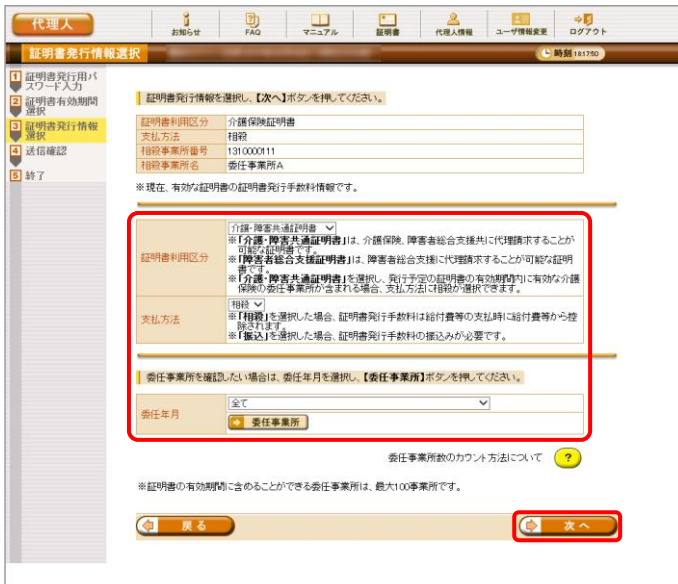 代理人
お知らせ
FAQ
マニュアル
証明書
代理人情報
ユーザ情報変更
ログアウト
証明書発行情報選択
時刻 18:17:50
1 証明書発行用パスワード入力
2 証明書有効期間選択
3 証明書発行情報選択
4 送信確認
5 終了
証明書発行情報を選択し、【次へ】ボタンを押してください。
証明書利用区分 介護保険証明書
支払方法 相殺
相殺事業所番号 1310000111
相殺事業所名 委任事業所A
※現在、有効な証明書の証明書発行手数料情報です。
証明書利用区分
介護・障害共通証明書
※「介護・障害共通証明書」は、介護保険、障害者総合支援共に代理請求することが
可能な証明書です。
※「障害者総合支援証明書」は、障害者総合支援に代理請求することが可能な証明
書です。
※「介護・障害共通証明書」を選択し、発行予定の証明書の有効期間内に有効な介護
保険の委任事業所が含まれる場合、支払方法に相殺が選択できます。
支払方法
相殺
※「相殺」を選択した場合、証明書発行手数料は給付費等の支払時に給付費等から控
除されます。
※「振込」を選択した場合、証明書発行手数料の振込みが必要です。
委任事業所を確認したい場合は、委任年月を選択し、【委任事業所】ボタンを押してください。
委任年月
全て
委任事業所
委任事業所数のカウント方法について ?
※証明書の有効期間に含めることができる委任事業所は、最大100事業所です。
戻る
次へ